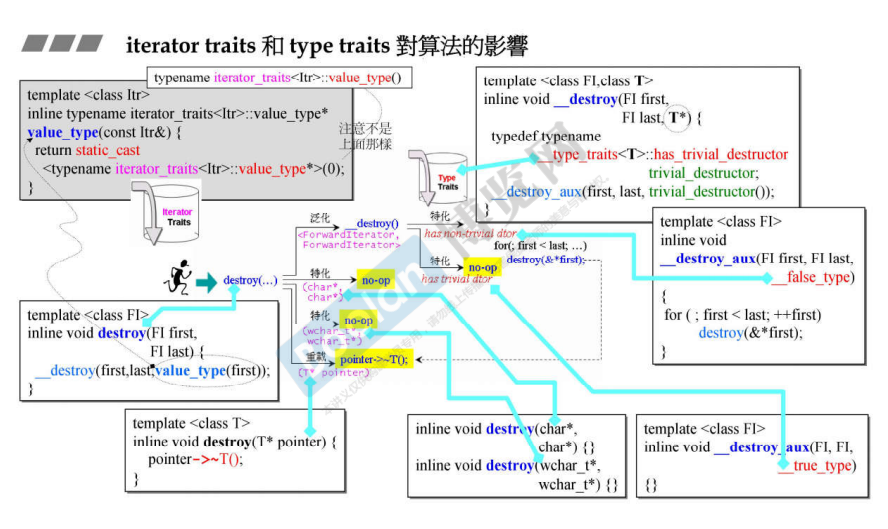 iterator traits 和 type traits 對算法的影響
typename iterator_traits<Itr>::value_type()
template <class Itr>
inline typename iterator_traits<Itr>::value_type*
value_type(const Itr&) {
return static_cast
<typename iterator_traits<Itr>::value_type*>(0);
}
注意不是
上面那樣
template <class FI,class T>
inline void __destroy(FI first,
FI last, T*) {
typedef typename
__type_traits<T>::has_trivial_destructor
trivial_destructor;
__destroy_aux(first, last, trivial_destructor());
}
Iterator
Traits
Type
Traits
destroy(…)
泛化
<ForwardIterator,
ForwardIterator>
__destroy()
特化
has non-trivial dtor
for(; first < last; …)
destroy(&*first);
特化
has trivial dtor
no-op
特化
(char*,
char*)
no-op
特化
(wchar_t*,
wchar_t*)
no-op
重載
(T* pointer)
pointer->~T();
template <class FI>
inline void
__destroy_aux(FI first, FI last,
__false_type)
{
for ( ; first < last; ++first)
destroy(&*first);
}
template <class FI>
inline void destroy(FI first,
FI last) {
__destroy(first,last,value_type(first));
}
template <class T>
inline void destroy(T* pointer) {
pointer->~T();
}
inline void destroy(char*,
char*) {}
inline void destroy(wchar_t*,
wchar_t*) {}
template <class FI>
inline void __destroy_aux(FI, FI,
__true_type)
{}
博览网